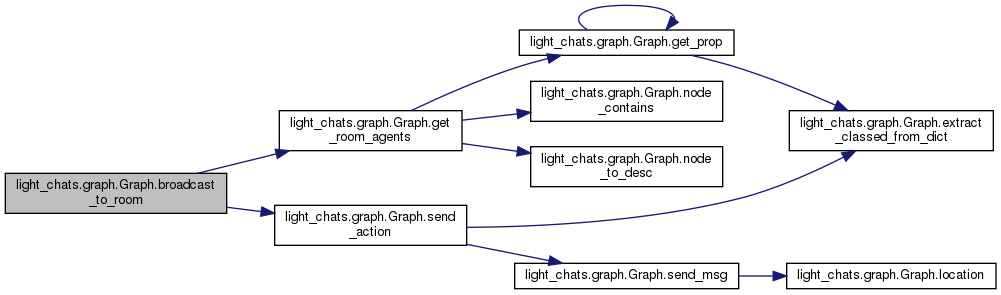 light_chats.graph.Graph.broadcast
_to_room
light_chats.graph.Graph.get
_room_agents
light_chats.graph.Graph.get_prop
light_chats.graph.Graph.extract
_classed_from_dict
light_chats.graph.Graph.node
_contains
light_chats.graph.Graph.node
_to_desc
light_chats.graph.Graph.send
_action
light_chats.graph.Graph.send_msg
light_chats.graph.Graph.location